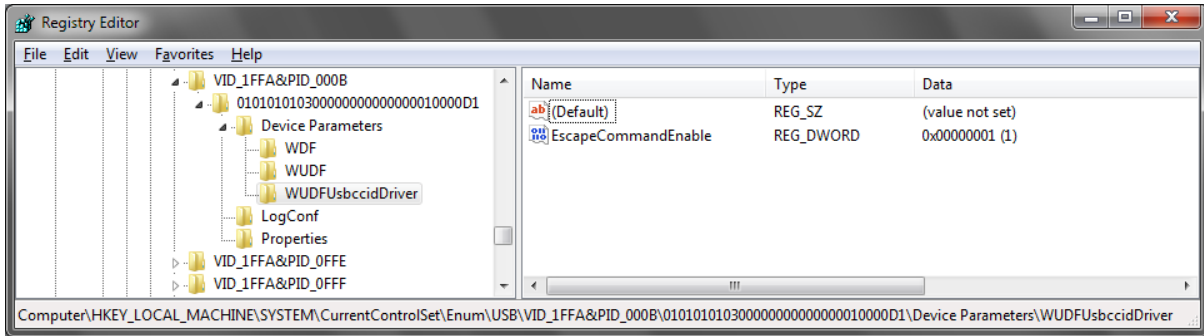 Registry Editor
File Edit View Favorites Help
VID_1FFA&PID_000B
0101010103000000000000000010000D1
Device Parameters
WDF
WUDF
WUDFUsbccidDriver
LogConf
Properties
VID_1FFA&PID_0FFE
VID_1FFA&PID_0FFF
Name Type Data
(Default) REG_SZ (value not set)
EscapeCommandEnable REG_DWORD 0x00000001 (1)
Computer\HKEY_LOCAL_MACHINE\SYSTEM\CurrentControlSet\Enum\USB\VID_1FFA&PID_000B\0101010103000000000000000010000D1\Device Parameters\WUDFUsbccidDriver